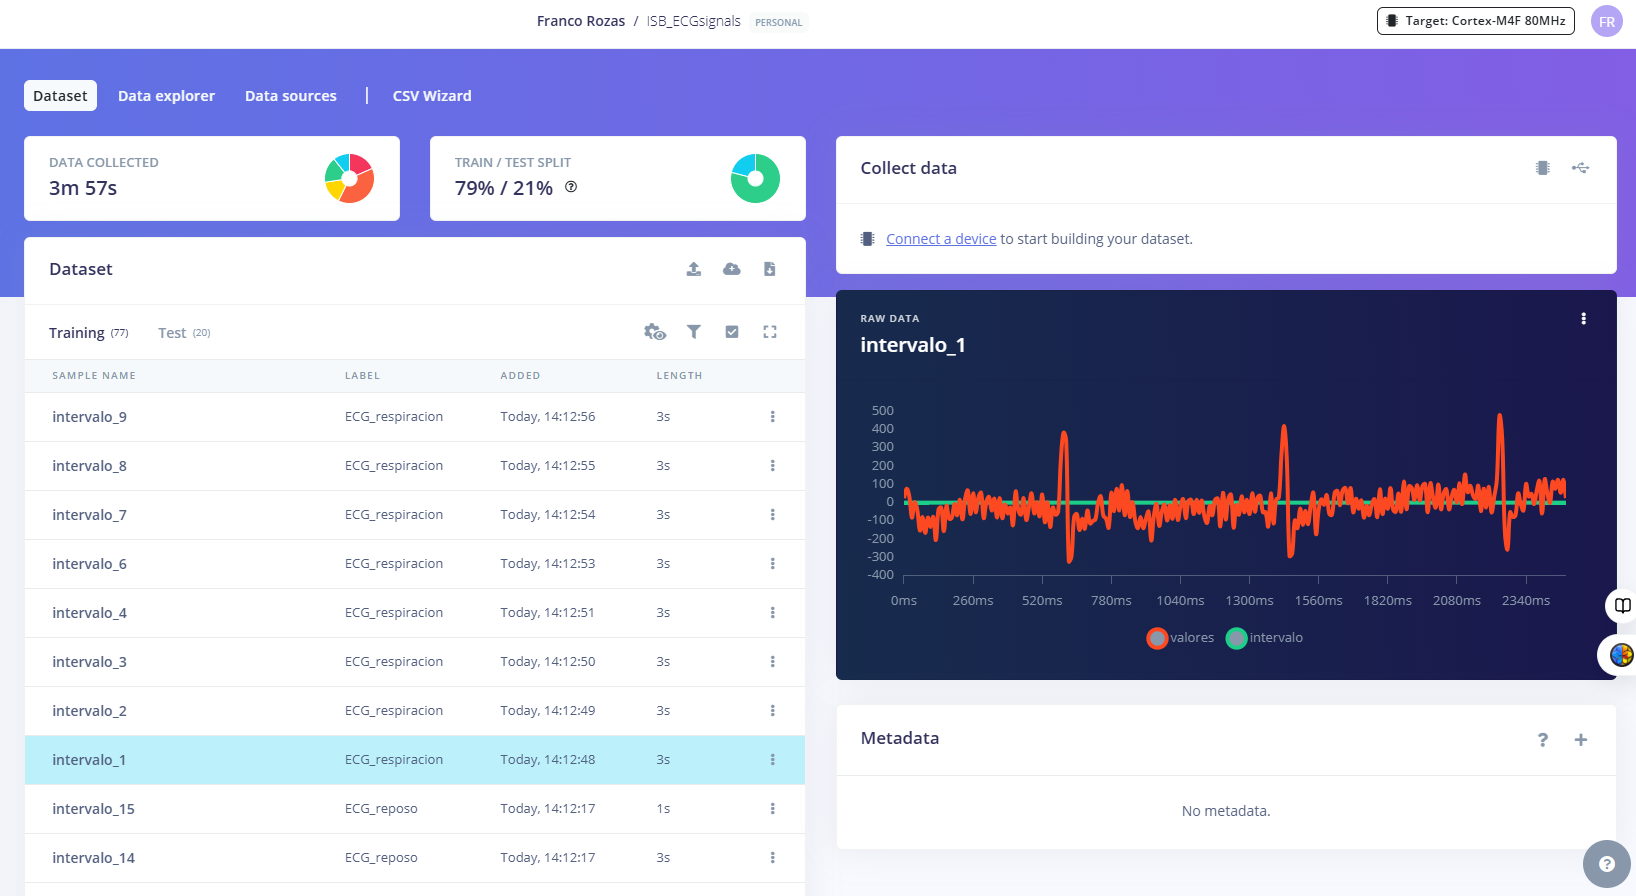 Franco Rozas / ISB_ECGsignals PERSONAL
Target: Cortex-M4F 80MHz
FR
Dataset Data explorer Data sources | CSV Wizard
DATA COLLECTED
3m 57s
TRAIN / TEST SPLIT
79% / 21% ?
Dataset
Training (77) Test (20)
SAMPLE NAME LABEL ADDED LENGTH
intervalo_9 ECG_respiracion Today, 14:12:56 3s
intervalo_8 ECG_respiracion Today, 14:12:55 3s
intervalo_7 ECG_respiracion Today, 14:12:54 3s
intervalo_6 ECG_respiracion Today, 14:12:53 3s
intervalo_4 ECG_respiracion Today, 14:12:51 3s
intervalo_3 ECG_respiracion Today, 14:12:50 3s
intervalo_2 ECG_respiracion Today, 14:12:49 3s
intervalo_1 ECG_respiracion Today, 14:12:48 3s
intervalo_15 ECG_reposo Today, 14:12:17 1s
intervalo_14 ECG_reposo Today, 14:12:17 3s
Collect data
Connect a device to start building your dataset.
RAW DATA
intervalo_1
500
400
300
200
100
0
-100
-200
-300
-400
0ms 260ms 520ms 780ms 1040ms 1300ms 1560ms 1820ms 2080ms 2340ms
valores intervalo
Metadata
?
+
No metadata.
?